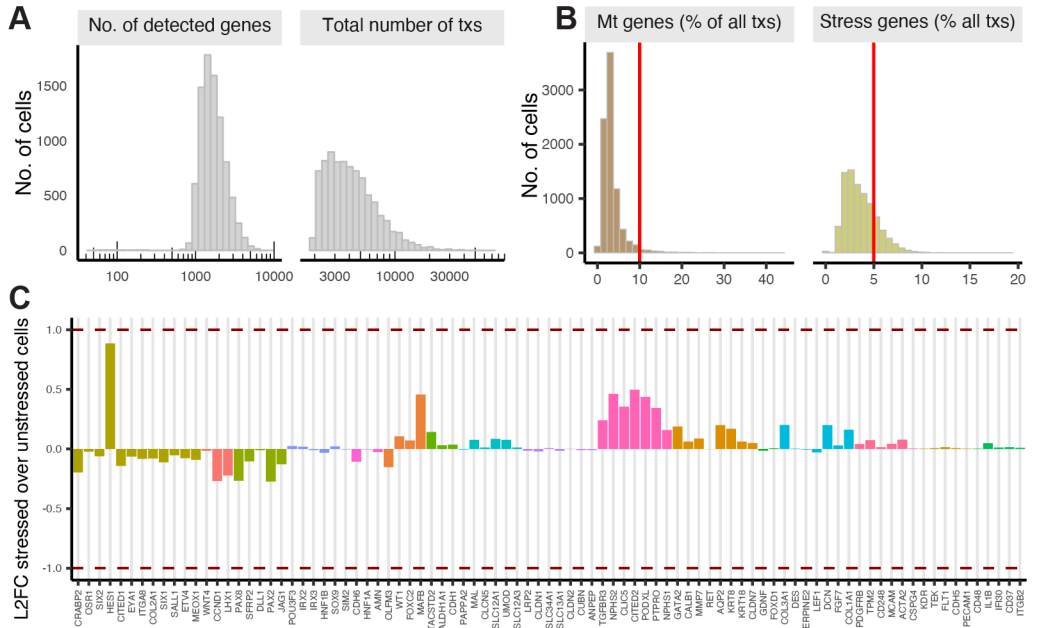 A
No. of detected genes
Total number of txs
No. of cells
1500
1000
500
0
100
1000
10000
3000
10000
30000
B
Mt genes (% of all txs)
Stress genes (% all txs)
No. of cells
3000
2000
1000
0
0
10
20
30
40
0
5
10
15
20
C
L2FC stressed over unstressed cells
1.0
0.5
0.0
-0.5
-1.0
CRABP2
OSR1
SIX2
HES1
CITED1
EYA1
ITGA8
COL2A1
SIX1
SALL1
ETV4
MEOX1
WNT4
CCND1
LHX1
PAX8
SFRP2
DLL1
PAX2
JAG1
POU3F3
IRX2
IRX3
HNF1B
SOX9
SIM2
CDH6
HNF1A
AMN
OLFM3
WT1
FOXC2
MAFB
TACSTD2
ALDH1A1
CDH1
PAPPA2
MAL
CLCN5
SLC12A1
UMOD
SLC12A3
LRP2
CLDN1
SLC34A1
SLC13A1
CLDN2
CUBN
ANPEP
TGFBR3
NPHS2
CLIC5
CITED2
PODXL
PTPRO
NPHS1
GATA2
CALB1
MMP7
RET
AQP2
KRT8
KRT18
CLDN7
GDNF
FOXD1
COL3A1
DES
ERPINE2
LEF1
DCN
FGF7
COL1A1
PDGFRB
TPM2
CD248
MCAM
ACTA2
CSPG4
KDR
TEK
FLT1
CDH5
PECAM1
CD48
IL1B
IFI30
CD37
ITGB2